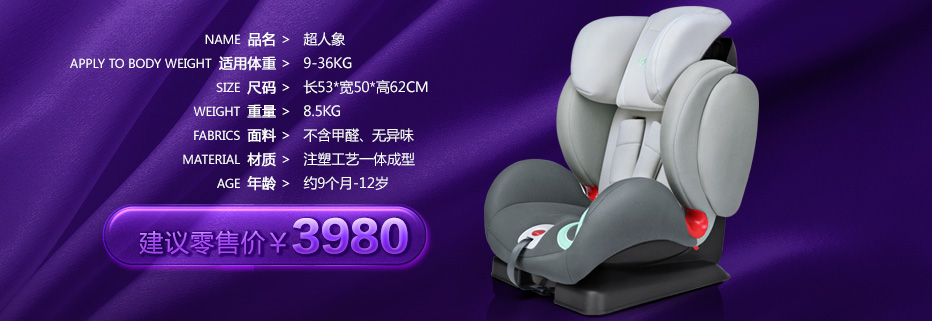 NAME 品名 > 超人象
APPLY TO BODY WEIGHT 适用体重 > 9-36KG
SIZE 尺码 > 长53*宽50*高62CM
WEIGHT 重量 > 8.5KG
FABRICS 面料 > 不含甲醛、无异味
MATERIAL 材质 > 注塑工艺一体成型
AGE 年龄 > 约9个月-12岁
建议零售价￥3980